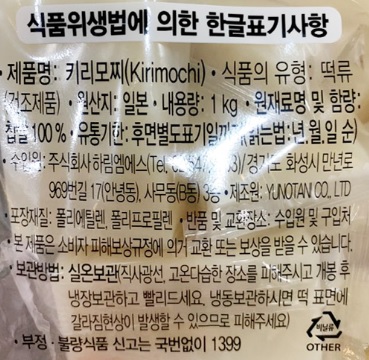 식품위생법에 의한 한글표기사항
• 제품명: 키리모찌(Kirimochi) • 식품의 유형: 떡류
(건조제품) • 원산지: 일본 • 내용량: 1 kg • 원재료명 및 함량:
찹쌀 100 % • 유통기한: 후면별도표기일까지(읽는법:년,월,일 순)
• 수입원: 주식회사 하림엠에스(Tel, 경기도 화성시 만년로
969번길 17(안녕동), 사무동(B동) 3층 • 제조원: YUNOTAN CO, LTD
• 포장재질: 폴리에틸렌, 폴리프로필렌 • 반품 및 교환장소: 수입원 및 구입처
• 본 제품은 소비자 피해보상규정에 의거 교환 또는 보상을 받을 수 있습니다.
• 보관방법: 실온보관(직사광선, 고온다습한 장소를 피해주시고 개봉 후
냉장보관하고 빨리드세요, 냉동보관하시면 떡 표면에
갈라짐현상이 발생할 수 있으므로 피해주세요)
• 부정 · 불량식품 신고는 국번없이 1399
비닐류
OTHER